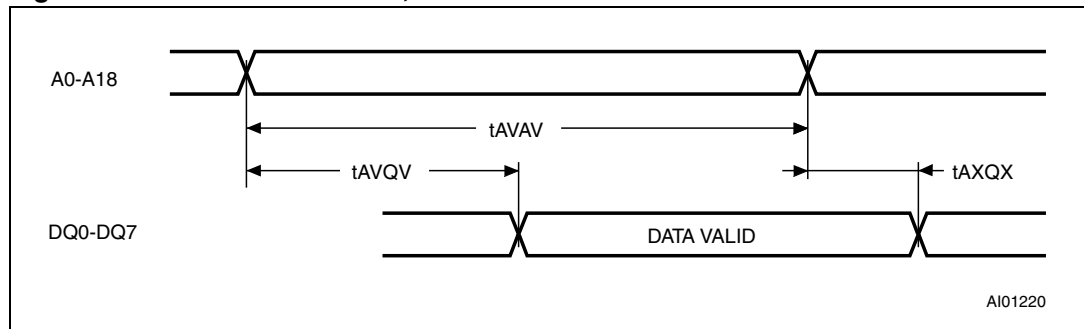 A0-A18
tAVAV
tAVQV
tAXQX
DQ0-DQ7
DATA VALID
AI01220